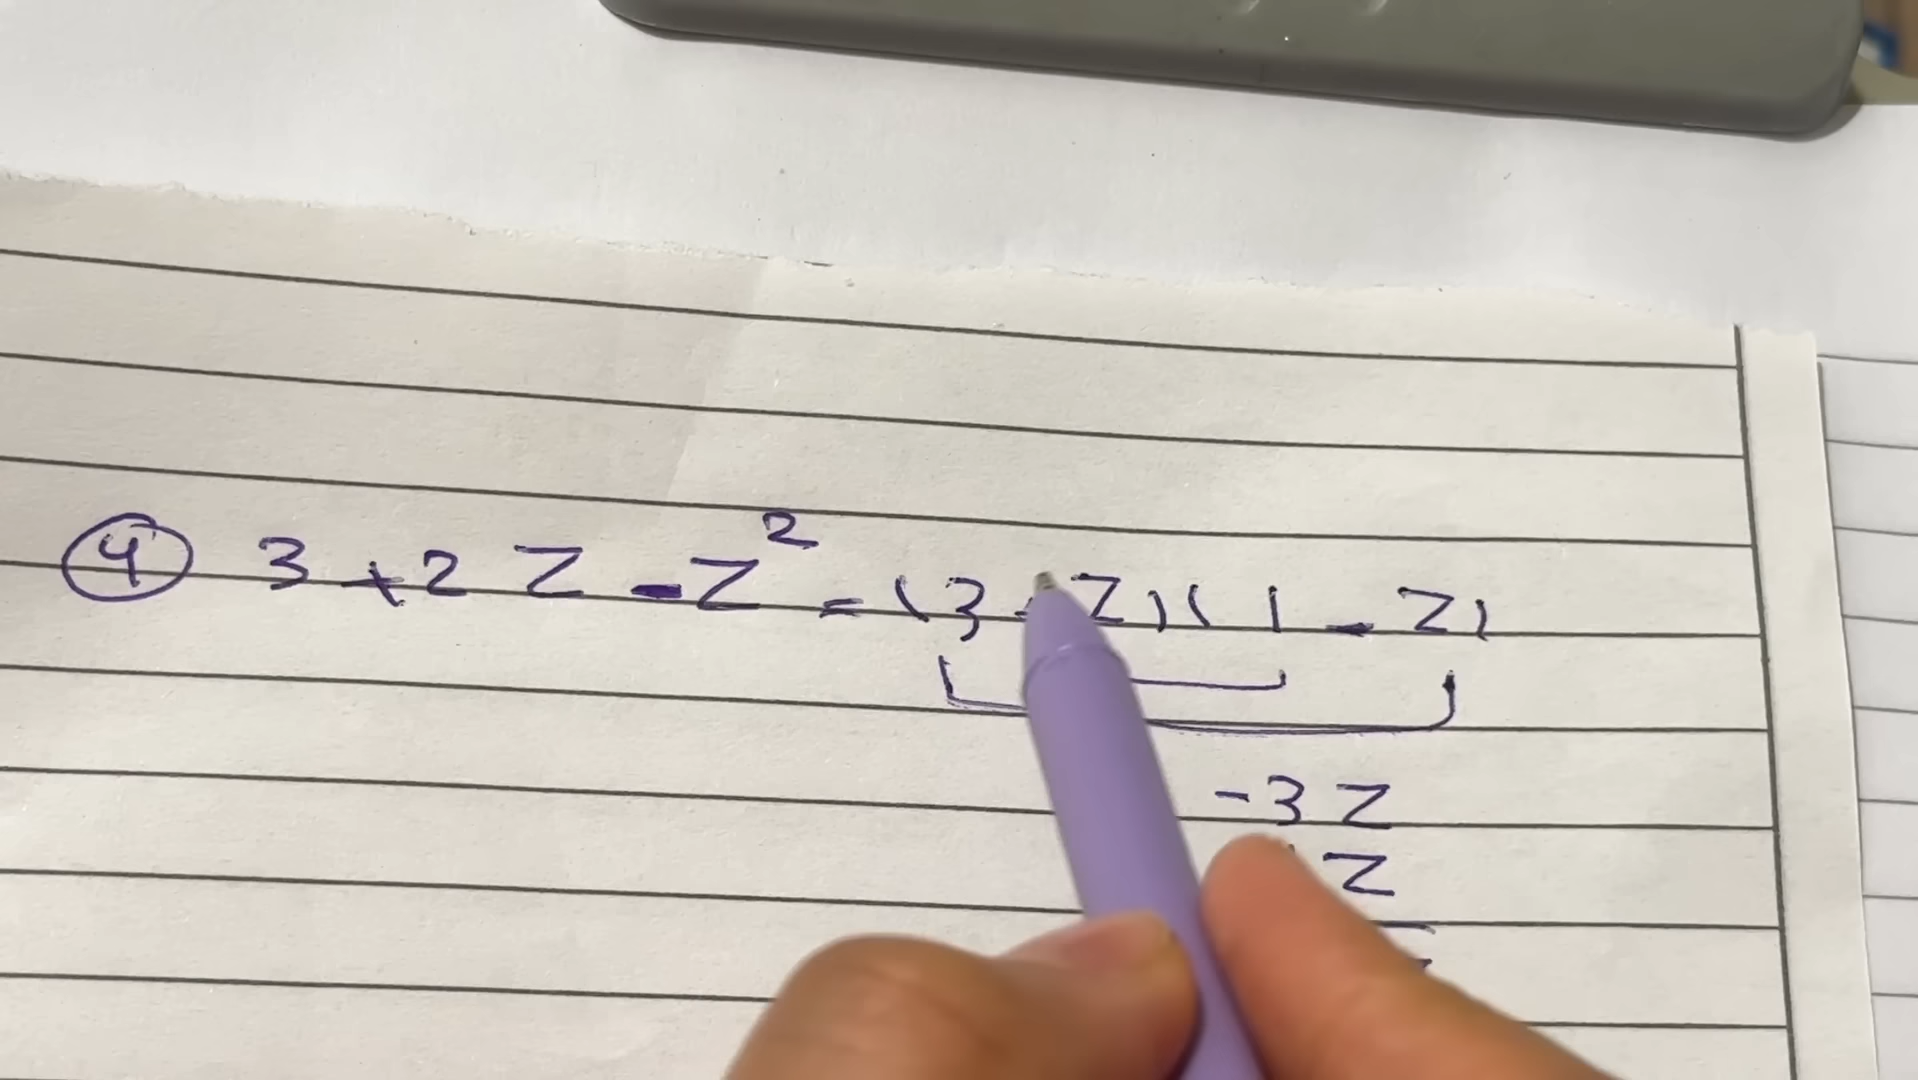 ④ 3 + 2 Z - Z² = (3 Z) ( 1 - Z)
-3 Z
Z